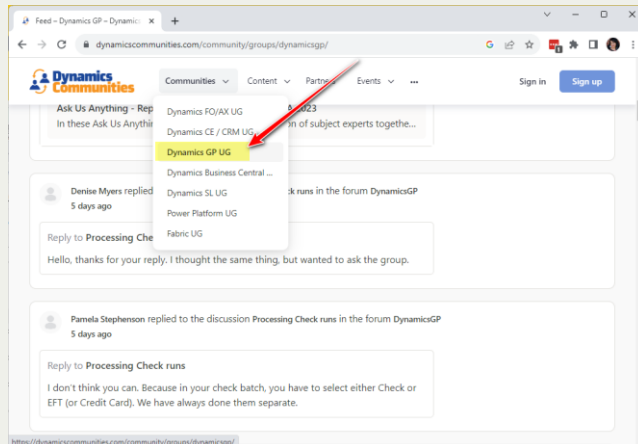 Feed – Dynamics GP – Dynamics
dynamicscommunities.com/community/groups/dynamicsgp/
Dynamics
Communities
Communities
Content
Partner
Events
Sign in
Sign up
Dynamics FO/AX UG
Dynamics CE / CRM UG
Dynamics GP UG
Dynamics Business Central ...
Dynamics SL UG
Power Platform UG
Fabric UG
Ask Us Anything - Rep
2023
In these Ask Us Anythin
on of subject experts togethe...
Denise Myers replied
k runs in the forum DynamicsGP
5 days ago
Reply to Processing Che
Hello, thanks for your reply. I thought the same thing, but wanted to ask the group.
Pamela Stephenson replied to the discussion Processing Check runs in the forum DynamicsGP
5 days ago
Reply to Processing Check runs
I don't think you can. Because in your check batch, you have to select either Check or
EFT (or Credit Card). We have always done them separate.
https://dynamicscommunities.com/community/groups/dynamicsgp/